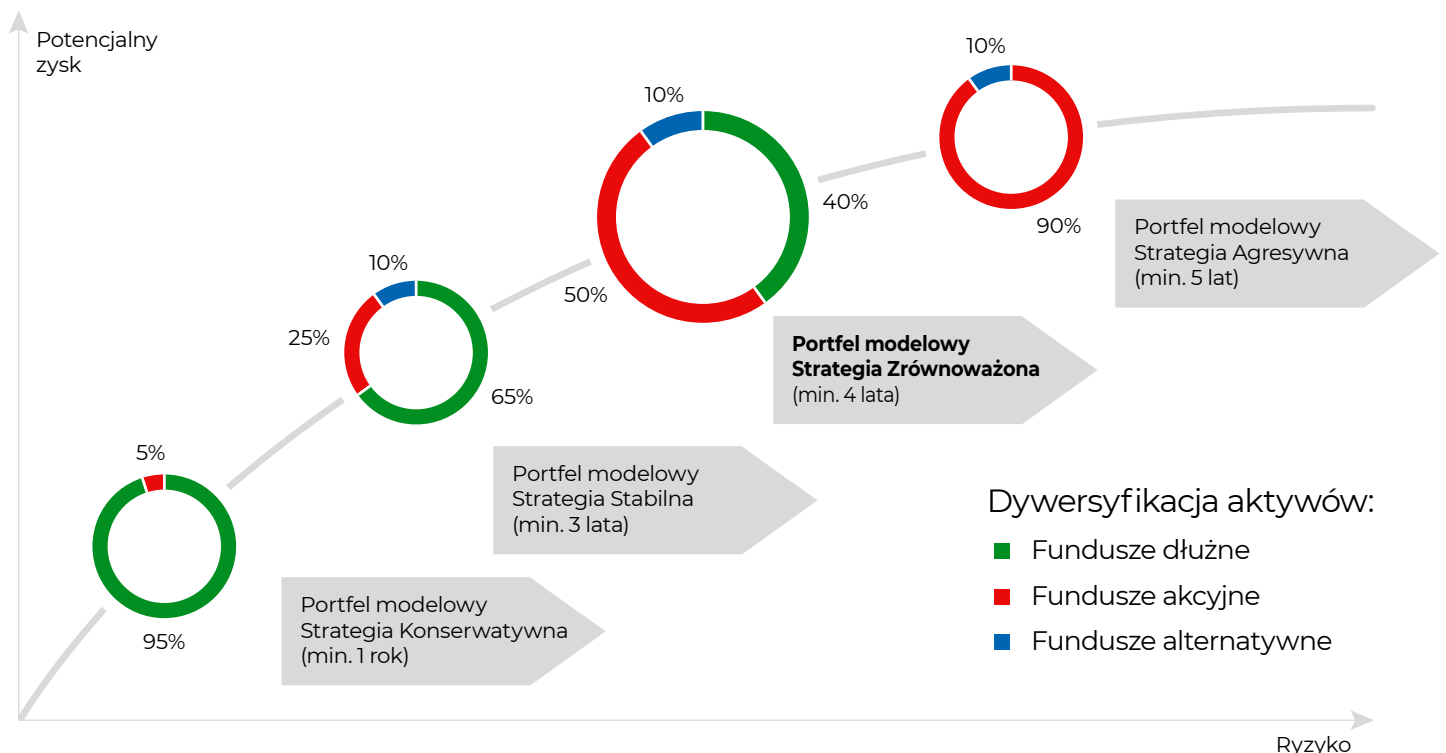 Potencjalny
zysk
10%
90%
Portfel modelowy
Strategia Agresywna
(min. 5 lat)
10%
40%
50%
Portfel modelowy
Strategia Zrównoważona
(min. 4 lata)
10%
25%
65%
Portfel modelowy
Strategia Stabilna
(min. 3 lata)
5%
95%
Portfel modelowy
Strategia Konserwatywna
(min. 1 rok)
Dywersyfikacja aktywów:
Fundusze dłużne
Fundusze akcyjne
Fundusze alternatywne
Ryzyko